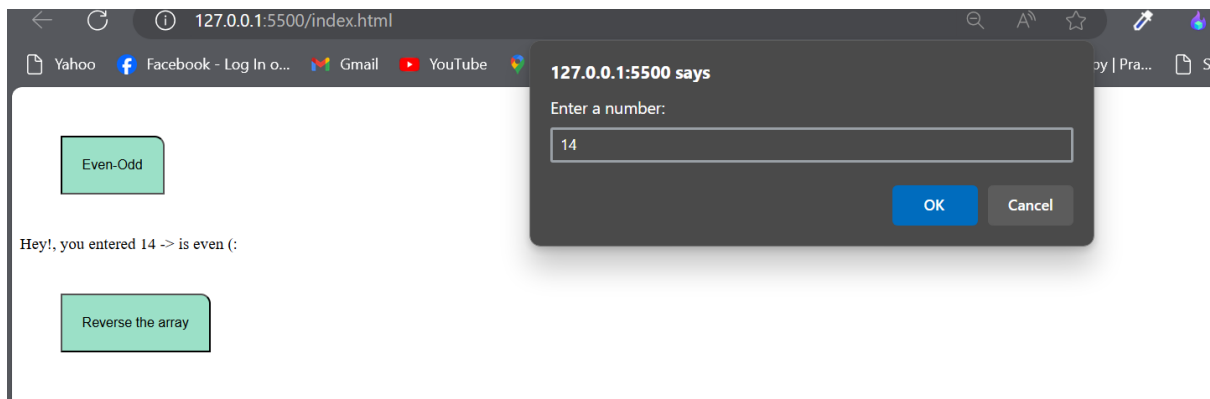 127.0.0.1:5500/index.html
Yahoo Facebook - Log In o... Gmail YouTube by | Pra... S
127.0.0.1:5500 says
Enter a number:
14
OK Cancel
Even-Odd
Hey!, you entered 14 -> is even (:
Reverse the array